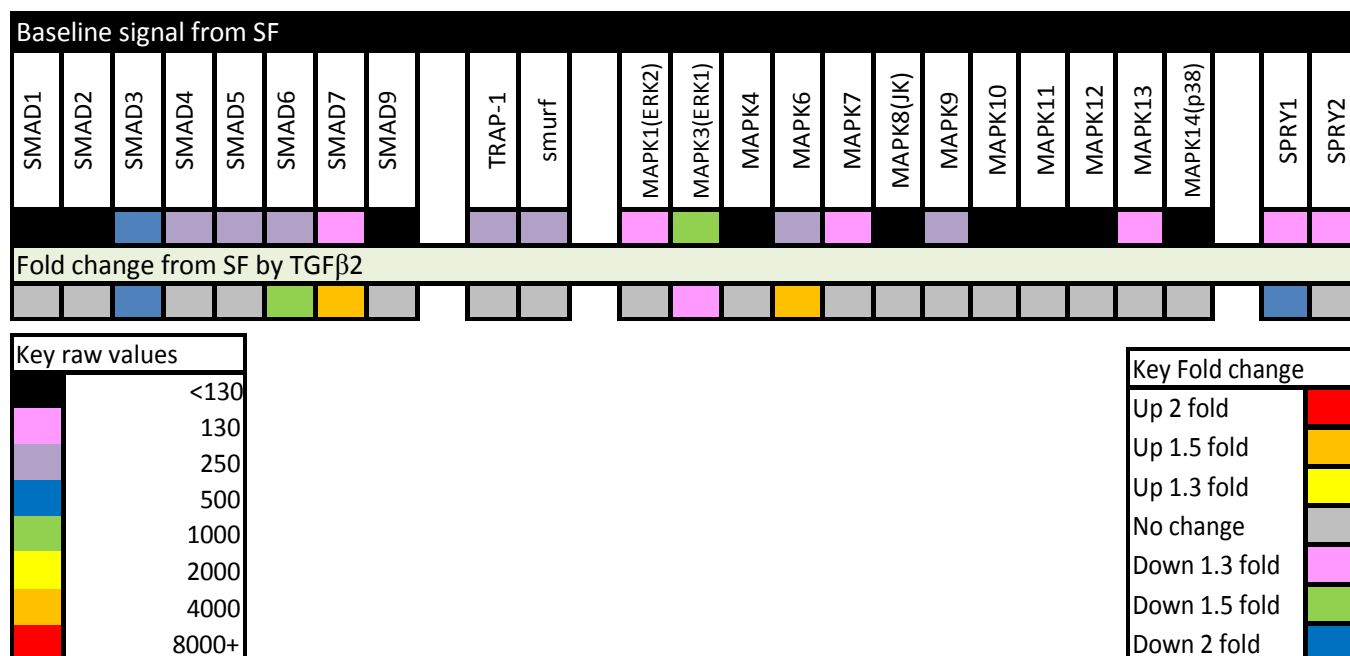 Baseline signal from SF
SMAD1
SMAD2
SMAD3
SMAD4
SMAD5
SMAD6
SMAD7
SMAD9
TRAP-1
smurf
MAPK1(ERK2)
MAPK3(ERK1)
MAPK4
MAPK6
MAPK7
MAPK8(JK)
MAPK9
MAPK10
MAPK11
MAPK12
MAPK13
MAPK14(p38)
SPRY1
SPRY2
Fold change from SF by TGFβ2
Key raw values
<130
130
250
500
1000
2000
4000
8000+
Key Fold change
Up 2 fold
Up 1.5 fold
Up 1.3 fold
No change
Down 1.3 fold
Down 1.5 fold
Down 2 fold